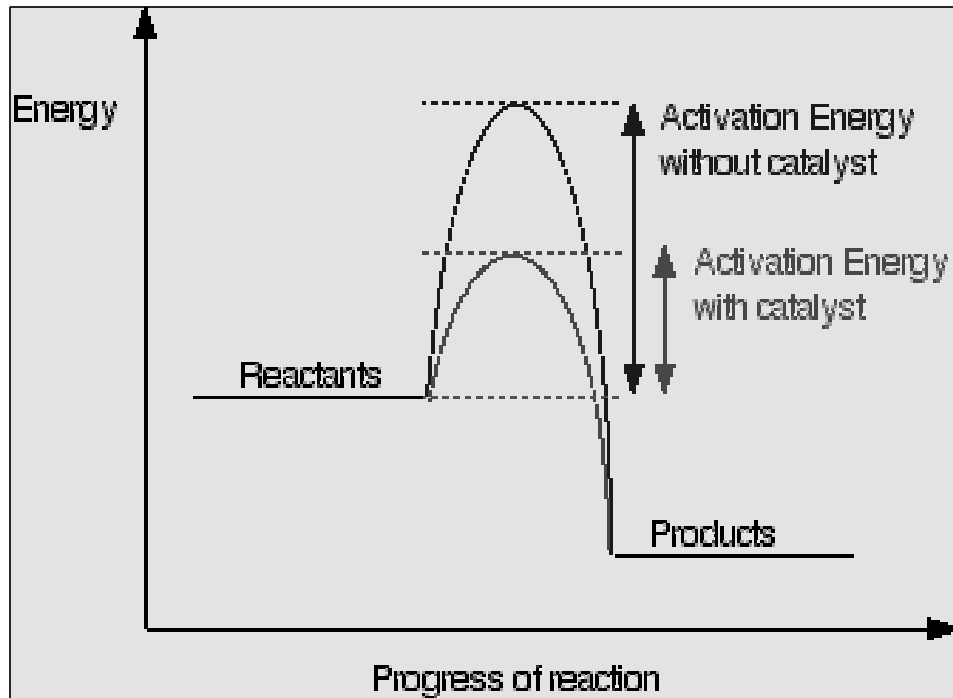 Energy
Activation Energy
without catalyst
Activation Energy
with catalyst
Reactants
Products
Progress of reaction